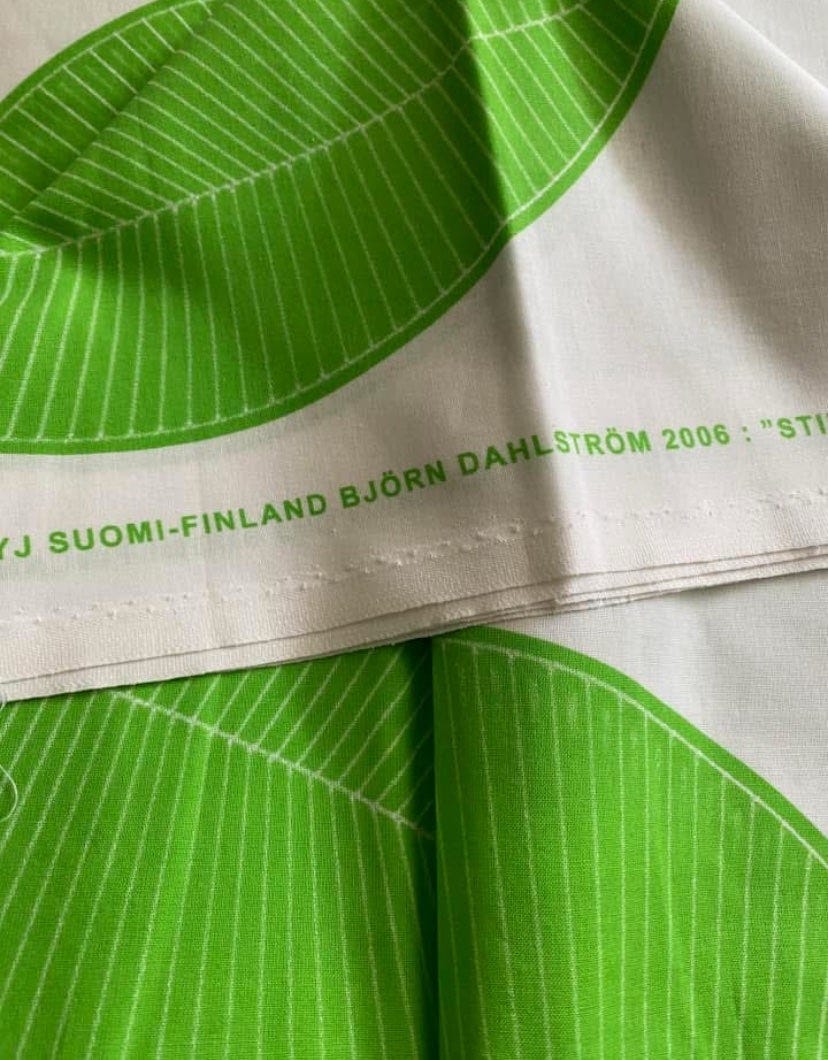 YJ SUOMI-FINLAND BJÖRN DAHLSTRÖM 2006 : "STI